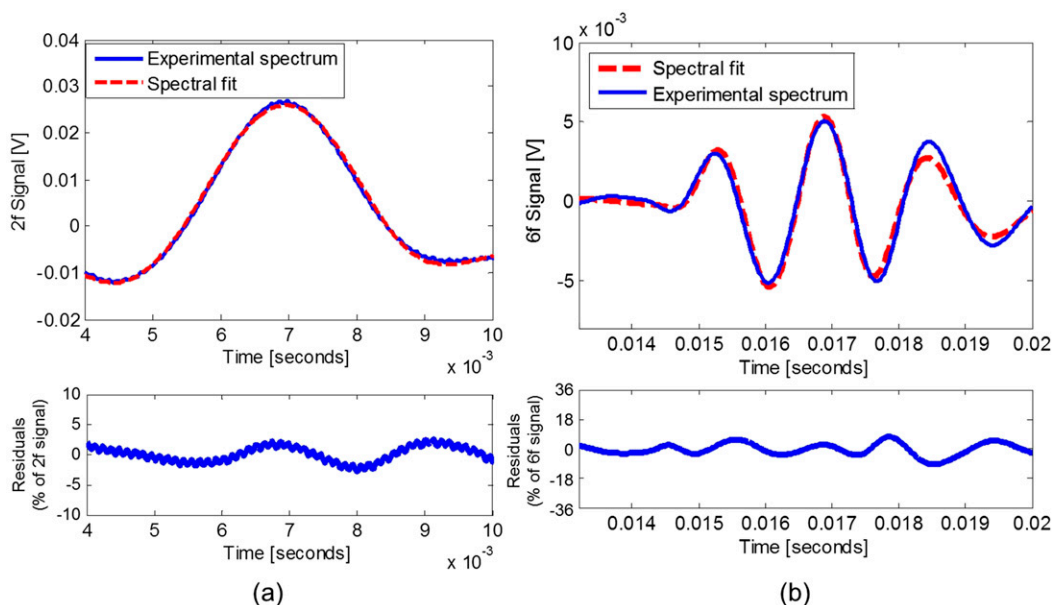 0.04
0.03
0.02
0.01
0
-0.01
-0.02
2f Signal [V]
Experimental spectrum
Spectral fit
4 5 6 7 8 9 10
Time [seconds]
x 10-3
10
5
0
-5
-10
Residuals
(% of 2f signal)
4 5 6 7 8 9 10
Time [seconds]
x 10-3
(a)
x 10-3
10
5
0
-5
6f Signal [V]
Spectral fit
Experimental spectrum
0.014 0.015 0.016 0.017 0.018 0.019 0.02
Time [seconds]
36
18
0
-18
-36
Residuals
(% of 6f signal)
0.014 0.015 0.016 0.017 0.018 0.019 0.02
Time [seconds]
(b)